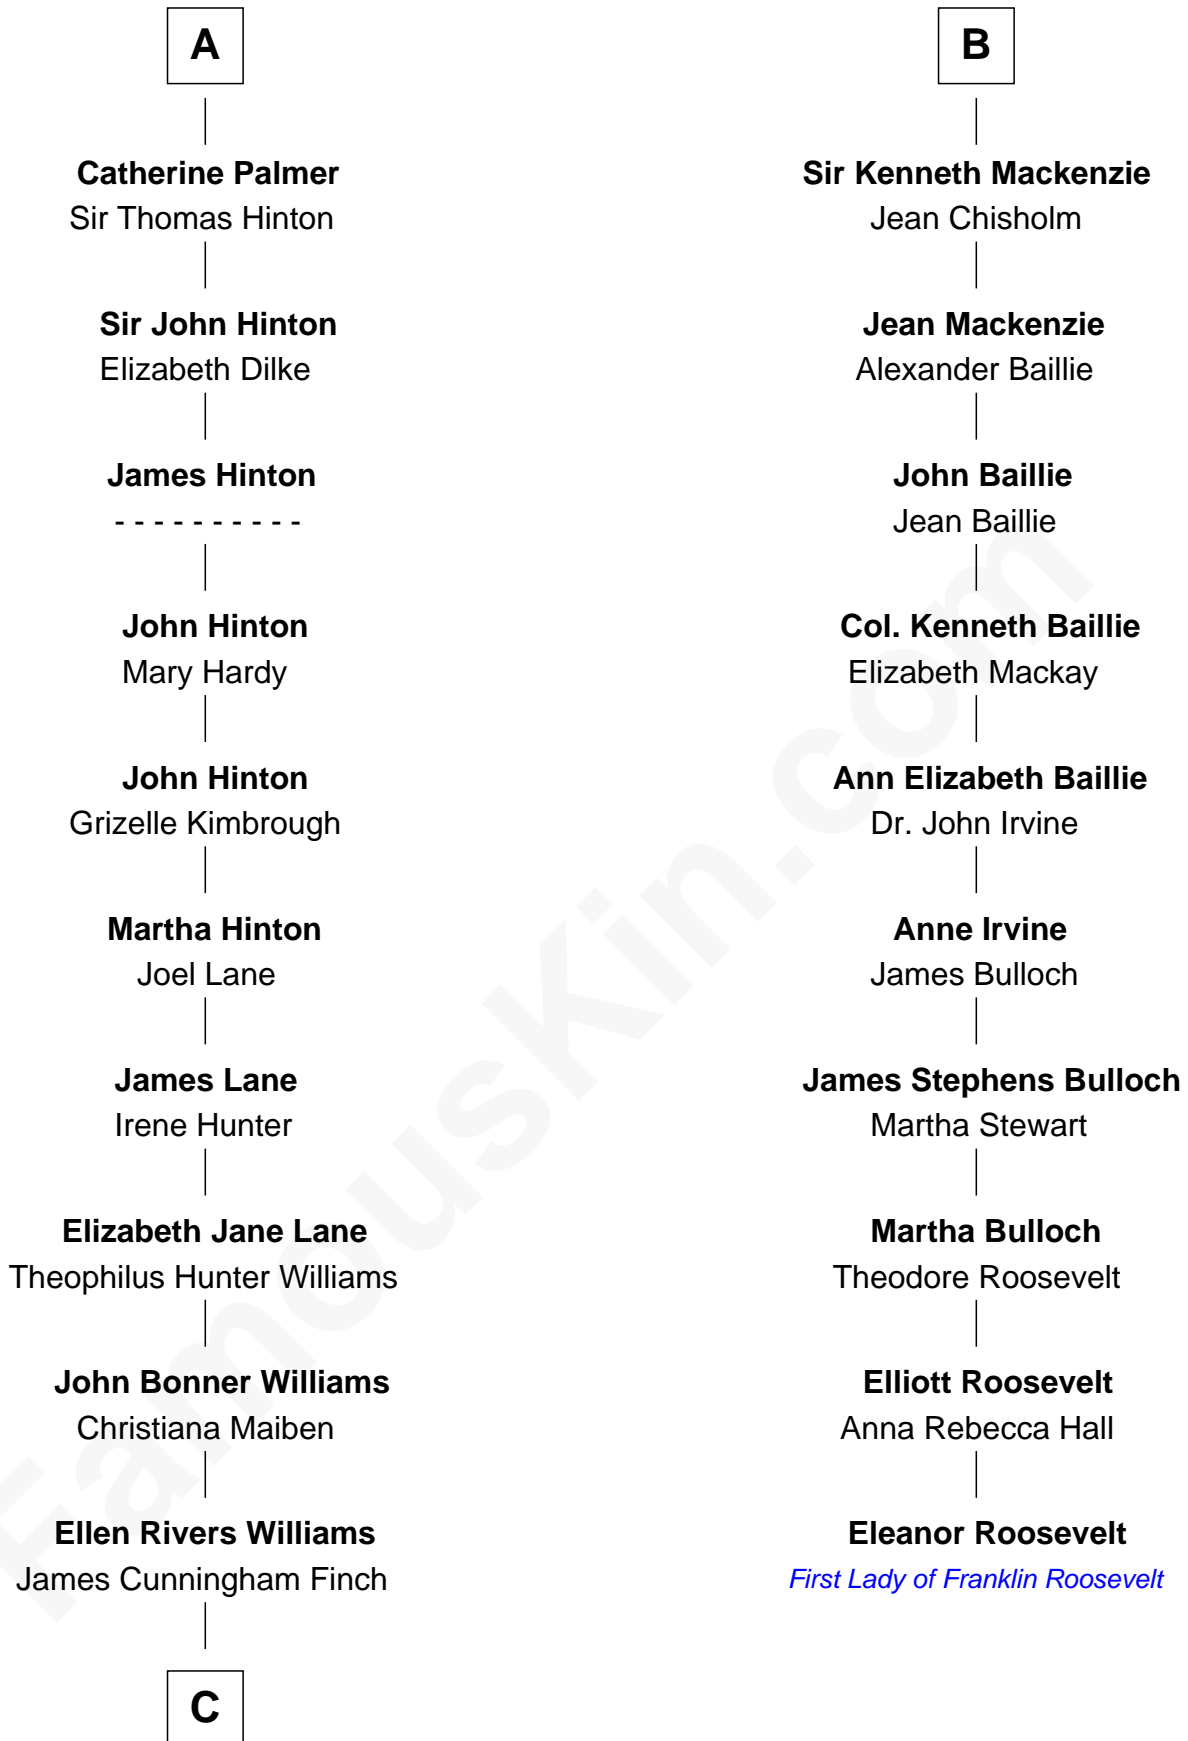 A
Catherine Palmer
Sir Thomas Hinton
Sir John Hinton
Elizabeth Dilke
James Hinton
- - - - - - - - - -
John Hinton
Mary Hardy
John Hinton
Grizelle Kimbrough
Martha Hinton
Joel Lane
James Lane
Irene Hunter
Elizabeth Jane Lane
Theophilus Hunter Williams
John Bonner Williams
Christiana Maiben
Ellen Rivers Williams
James Cunningham Finch
C
B
Sir Kenneth Mackenzie
Jean Chisholm
Jean Mackenzie
Alexander Baillie
John Baillie
Jean Baillie
Col. Kenneth Baillie
Elizabeth Mackay
Ann Elizabeth Baillie
Dr. John Irvine
Anne Irvine
James Bulloch
James Stephens Bulloch
Martha Stewart
Martha Bulloch
Theodore Roosevelt
Elliott Roosevelt
Anna Rebecca Hall
Eleanor Roosevelt
First Lady of Franklin Roosevelt
FamousKin.com